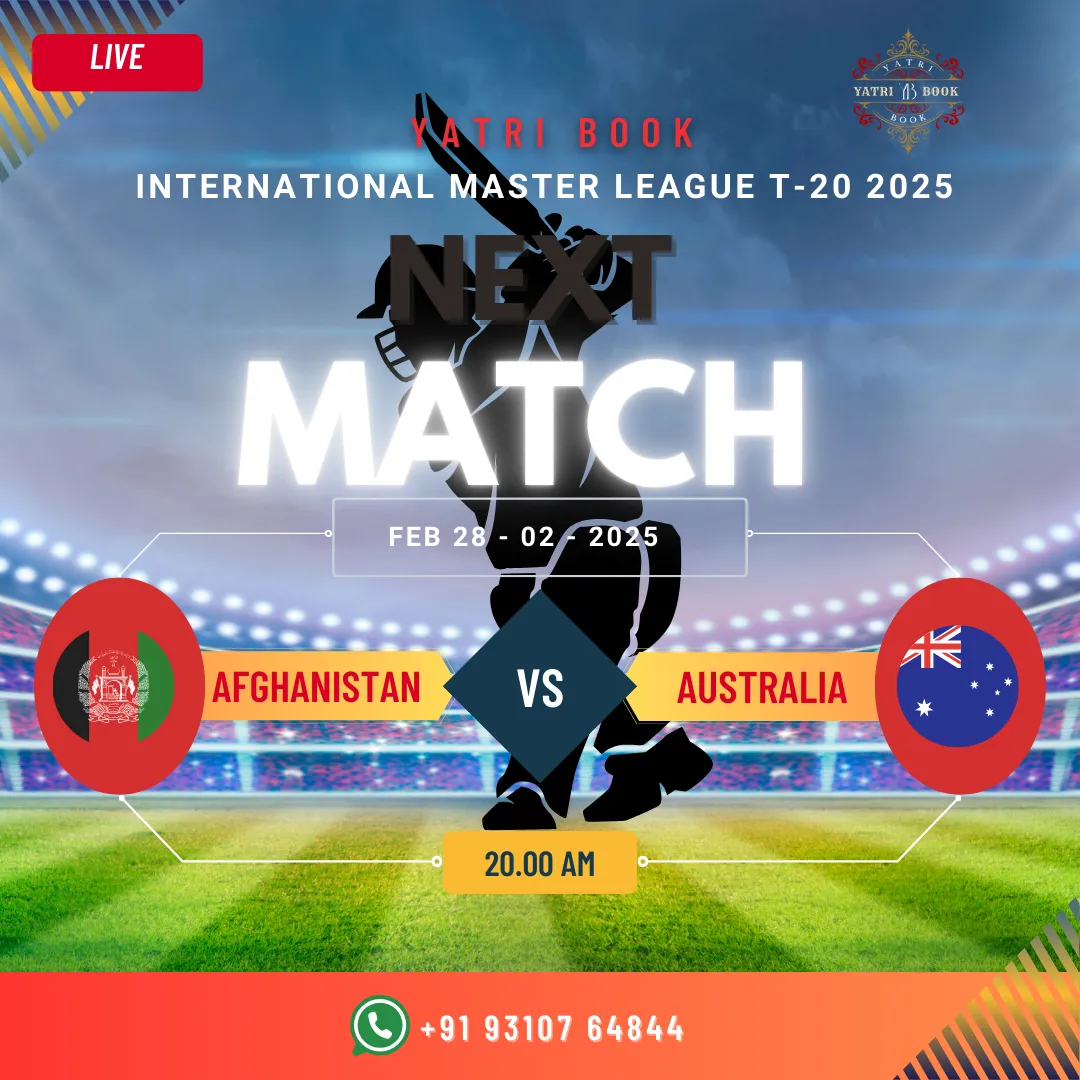 LIVE
YATRI
YATRI YB BOOK
BOOK
YATRI BOOK
INTERNATIONAL MASTER LEAGUE T-20 2025
NEXT
MATCH
FEB 28 - 02 - 2025
AFGHANISTAN VS AUSTRALIA
20.00 AM
+91 93107 64844